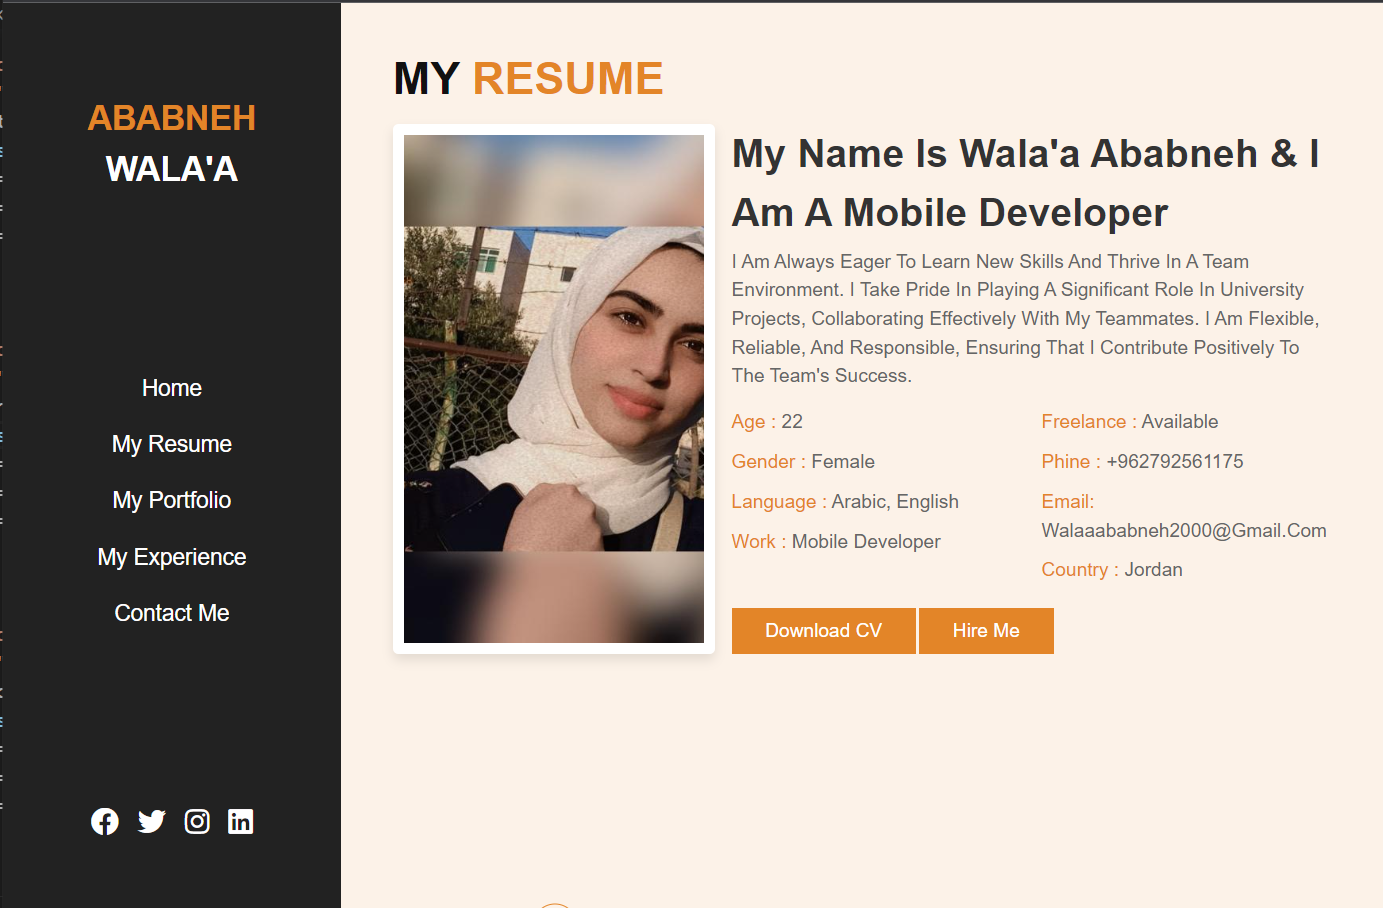 ABABNEH
WALA'A
Home
My Resume
My Portfolio
My Experience
Contact Me
MY RESUME
My Name Is Wala'a Ababneh & I
Am A Mobile Developer
I Am Always Eager To Learn New Skills And Thrive In A Team
Environment. I Take Pride In Playing A Significant Role In University
Projects, Collaborating Effectively With My Teammates. I Am Flexible,
Reliable, And Responsible, Ensuring That I Contribute Positively To
The Team's Success.
Age : 22
Gender : Female
Language : Arabic, English
Work : Mobile Developer
Freelance : Available
Phine : +962792561175
Email:
Walaaababneh2000@Gmail.Com
Country : Jordan
Download CV
Hire Me